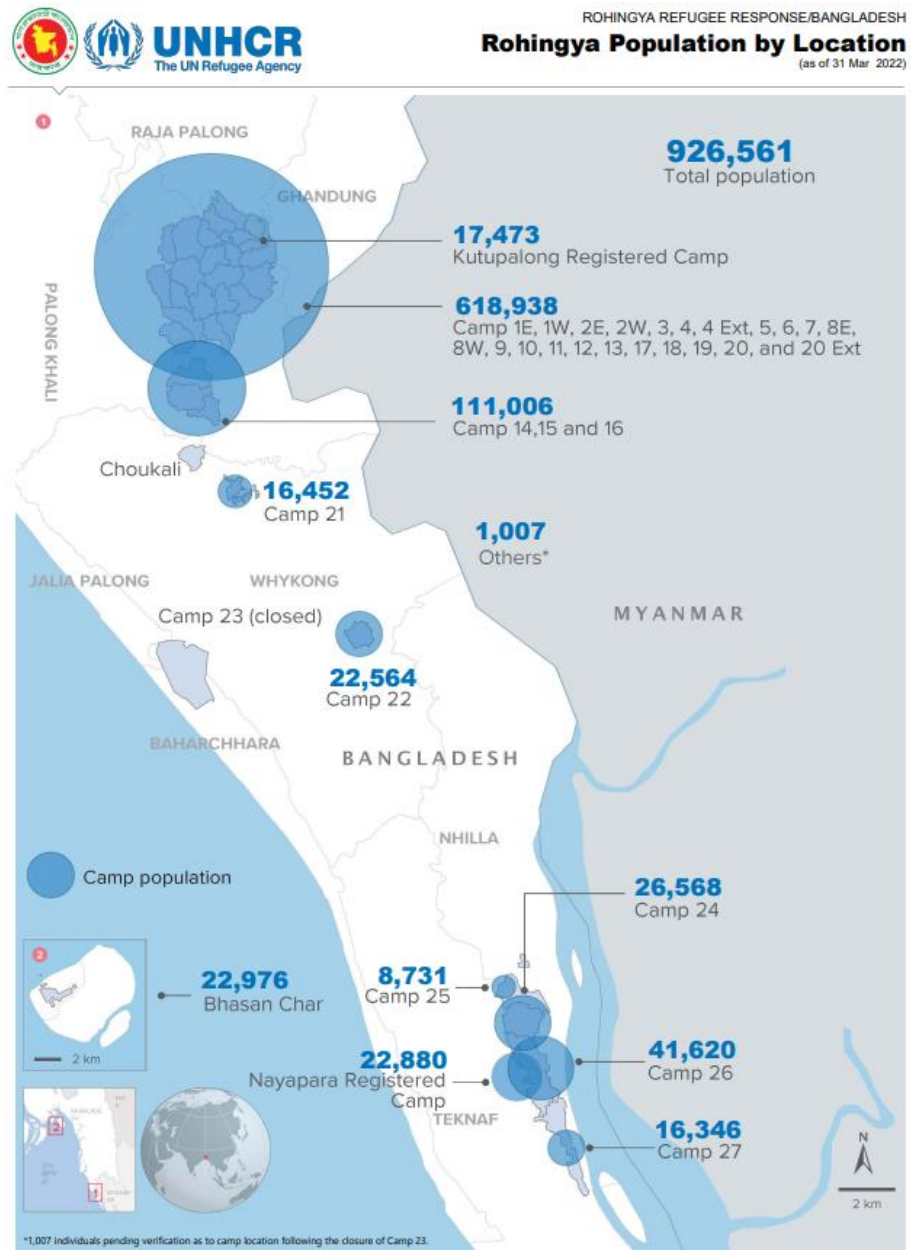 UNHCR
The UN Refugee Agency
ROHINGYA REFUGEE RESPONSE/BANGLADESH
Rohingya Population by Location
(as of 31 Mar 2022)
1
RAJA PALONG
926,561
Total population
GHANDUNG
17,473
Kutupalong Registered Camp
PALONG KHALI
618,938
Camp 1E, 1W, 2E, 2W, 3, 4, 4 Ext, 5, 6, 7, 8E,
8W, 9, 10, 11, 12, 13, 17, 18, 19, 20, and 20 Ext
111,006
Camp 14,15 and 16
Choukali
16,452
Camp 21
1,007
Others*
JALIA PALONG
WHYKONG
Camp 23 (closed)
MYANMAR
22,564
Camp 22
BAHARCHHARA
BANGLADESH
NHILLA
Camp population
26,568
Camp 24
2
22,976
Bhasan Char
8,731
Camp 25
2 km
22,880
Nayapara Registered
Camp
41,620
Camp 26
TEKNAF
16,346
Camp 27
2
1
N
2 km
*1,007 individuals pending verification as to camp location following the closure of Camp 23.